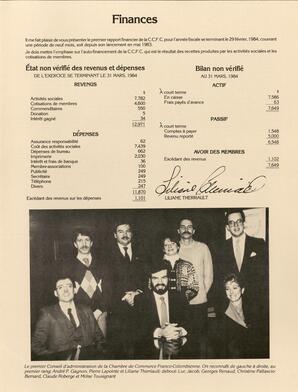 Finances
Il me fait plaisir de vous présenter le premier rapport financier de la C.C.F.C. pour l'année fiscale se terminant le 29 février, 1984, couvrant
une période de neuf mois, soit depuis son lancement en mai 1983.
Je dois mettre l'emphase sur l'auto-financement de la C.C.F.C. qui est le résultat des recettes produites par les activités sociales et les
cotisations de membres.
État non vérifié des revenus et dépenses
DE L'EXERCICE SE TERMINANT LE 31 MARS, 1984
REVENUS
$
Activités sociales 7,782
Cotisations de membres 4,600
Commanditaires 550
Donation 5
Intérêt gagné 34
12,971
DÉPENSES
Assurance responsabilité 62
Coût des activités sociales 7,439
Dépenses de bureau 662
Imprimerie 2,030
Intérêt et frais de banque 36
Membres-associations 100
Publicité 249
Secrétaire 249
Téléphone 215
Divers 247
11,870
Excédant des revenus sur les dépenses 1,101
Bilan non vérifié
AU 31 MARS, 1984
ACTIF
$
À court terme
En caisse 7,586
Frais payés d'avance 63
7,649
PASSIF
À court terme
Comptes à payer 1,548
Revenu reporté 5,000
6,548
AVOIR DES MEMBRES
Excédant des revenus 1,102
7,649
Liliane Therriault
LILIANE THERRIAULT
Le premier Conseil d'administration de la Chambre de Commerce Franco-Colombienne. On reconnaît de gauche à droite, au
premier rang: André P. Gagnon, Pierre Lapointe et Liliane Therriault; debout: Luc Jacob, Georges Renaud, Christine Pallascio
Bernard, Claude Roberge et Moïse Tousignant